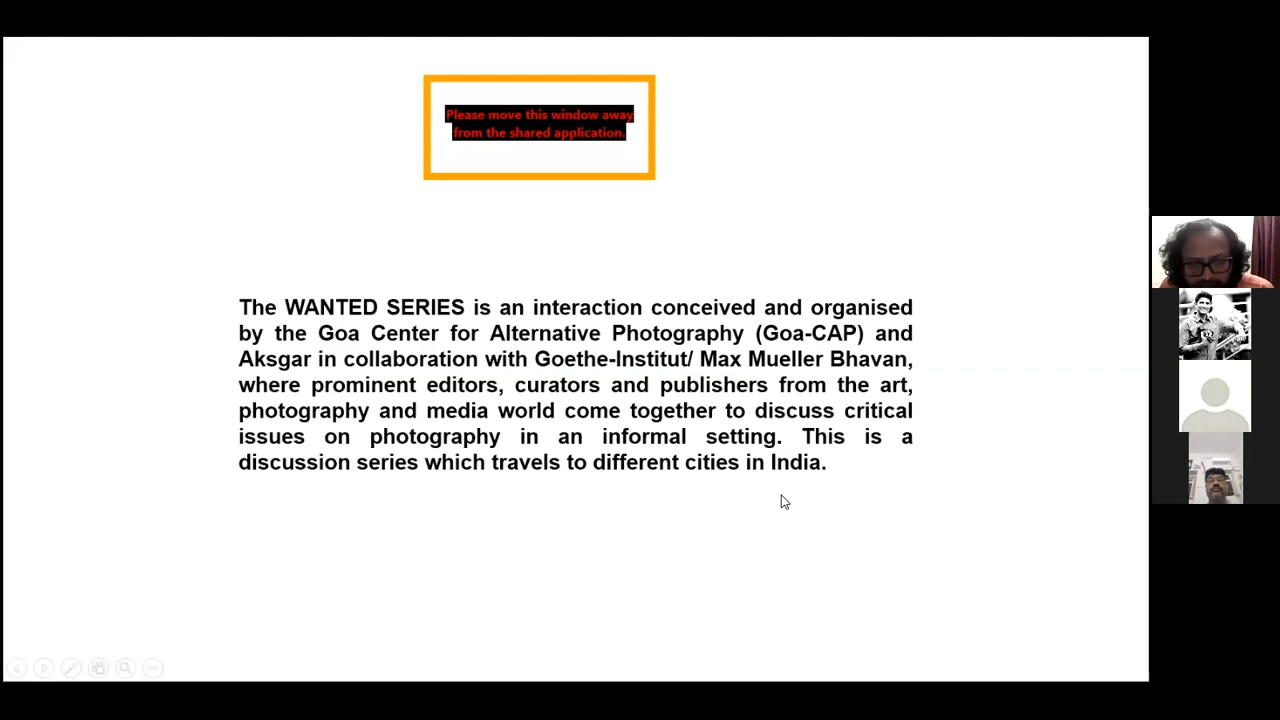 Please move this window away
from the shared application.
The WANTED SERIES is an interaction conceived and organised
by the Goa Center for Alternative Photography (Goa-CAP) and
Aksgar in collaboration with Goethe-Institut/ Max Mueller Bhavan,
where prominent editors, curators and publishers from the art,
photography and media world come together to discuss critical
issues on photography in an informal setting. This is a
discussion series which travels to different cities in India.